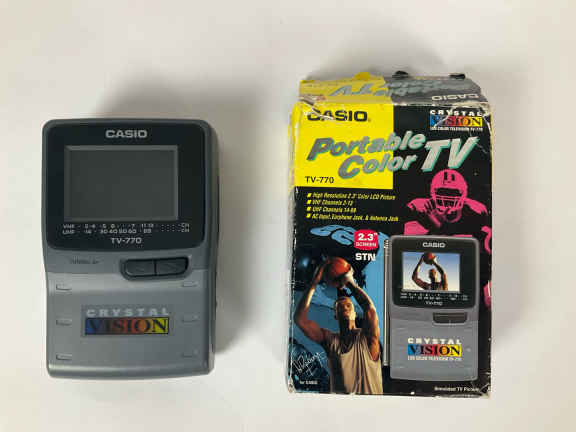 CASIO
VHF 2-4 5 6 7 11 13 CH
UHF 14 30 40 50 60 69 CH
TV-770
TUNING
CRYSTAL
VISION
CASIO
CRYSTAL
VISION
LCD COLOR TELEVISION TV-770
Portable
Color TV
TV-770
High Resolution 2.3" Color LCD Picture
VHF Channels 2-13
UHF Channels 14-69
AC Input, Earphone Jack, & Antenna Jack
2.3"
SCREEN
STN
CASIO
TV-770
CRYSTAL
VISION
LCD COLOR TELEVISION TV-770
for CASIO
Simulated TV Picture